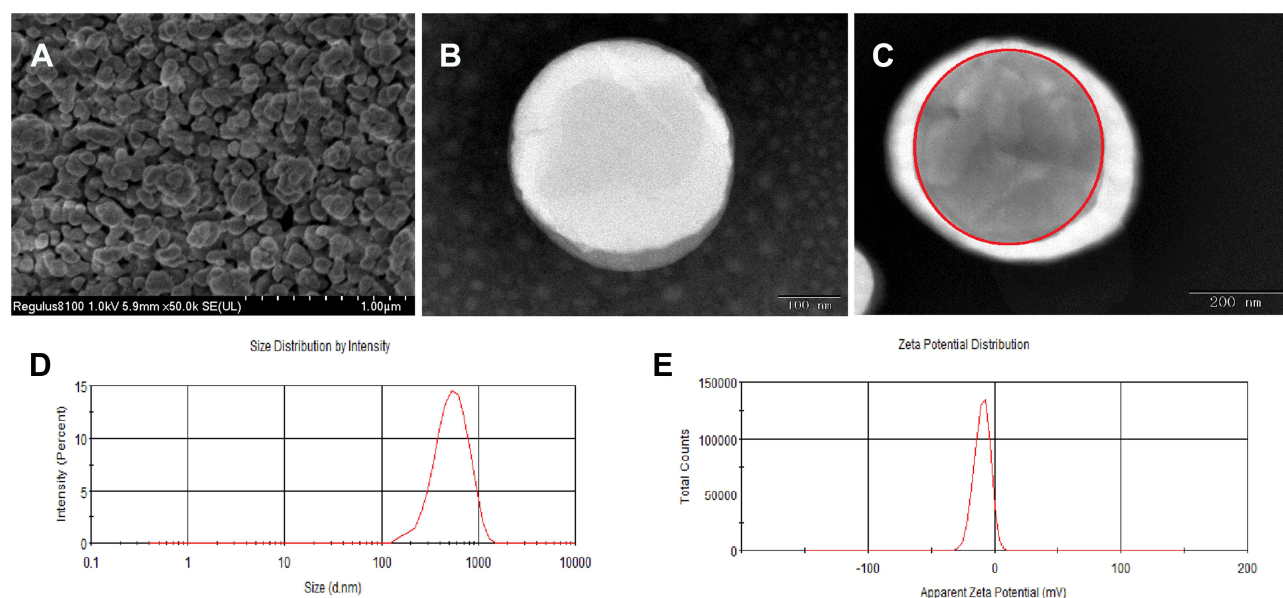 A
Regulus8100 1.0kV 5.9mm x50.0k SE(UL)
1.00μm
B
100 nm
C
200 nm
D
Size Distribution by Intensity
15
10
5
0
Intensity (Percent)
0.1 1 10 100 1000 10000
Size (d.nm)
E
Zeta Potential Distribution
150000
100000
50000
0
Total Counts
-100 0 100 200
Apparent Zeta Potential (mV)